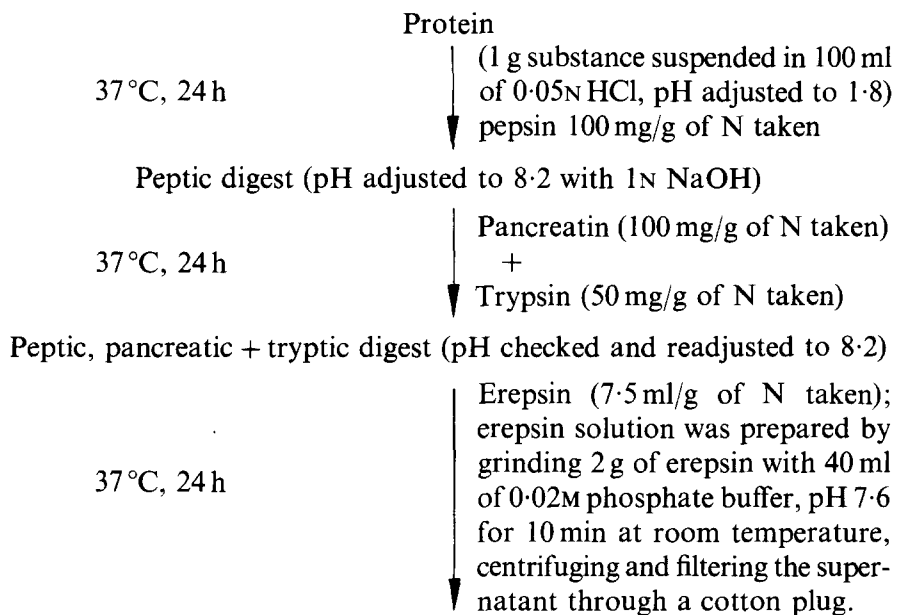 Protein
37 °C, 24 h
(1 g substance suspended in 100 ml
of 0·05N HCl, pH adjusted to 1·8)
pepsin 100 mg/g of N taken
Peptic digest (pH adjusted to 8·2 with 1N NaOH)
37 °C, 24 h
Pancreatin (100 mg/g of N taken)
+
Trypsin (50 mg/g of N taken)
Peptic, pancreatic + tryptic digest (pH checked and readjusted to 8·2)
37 °C, 24 h
Erepsin (7·5 ml/g of N taken);
erepsin solution was prepared by
grinding 2 g of erepsin with 40 ml
of 0·02M phosphate buffer, pH 7·6
for 10 min at room temperature,
centrifuging and filtering the super-
natant through a cotton plug.